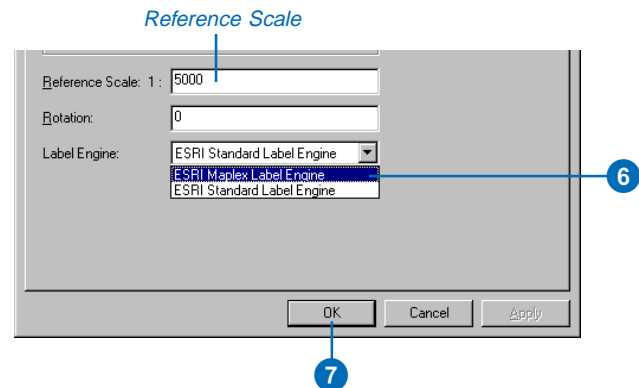 Reference Scale
Reference Scale: 1 : 5000
Rotation: 0
Label Engine: ESRI Standard Label Engine
ESRI Maplex Label Engine
ESRI Standard Label Engine
6
OK Cancel Apply
7